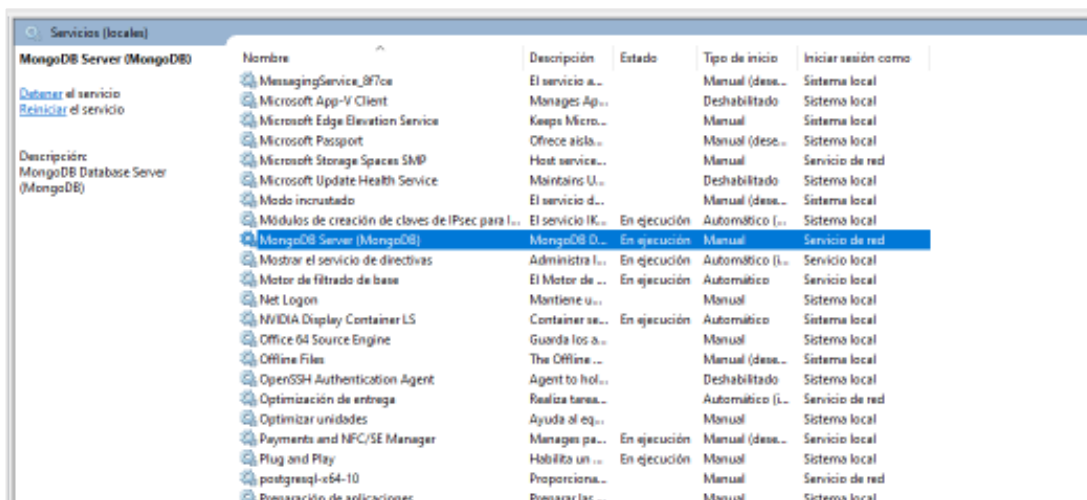 Servicios (locales)
MongoDB Server (MongoDB)
Detener el servicio
Reiniciar el servicio
Descripción:
MongoDB Database Server
(MongoDB)
Nombre Descripción Estado Tipo de inicio Iniciar sesión como
MessagingService_8f7ce El servicio a... Manual (dese... Sistema local
Microsoft App-V Client Manages Ap... Deshabilitado Sistema local
Microsoft Edge Elevation Service Keeps Micro... Manual Sistema local
Microsoft Passport Ofrece aisla... Manual (dese... Sistema local
Microsoft Storage Spaces SMP Host service... Manual Servicio de red
Microsoft Update Health Service Maintains U... Deshabilitado Sistema local
Modo incrustado El servicio d... Manual (dese... Sistema local
Módulos de creación de claves de IPsec para l... El servicio IK... En ejecución Automático (... Sistema local
MongoDB Server (MongoDB) MongoDB D... En ejecución Manual Servicio de red
Mostrar el servicio de directivas Administra l... En ejecución Automático (i... Servicio local
Motor de filtrado de base El Motor de ... En ejecución Automático Servicio local
Net Logon Mantiene u... Manual Sistema local
NVIDIA Display Container LS Container se... En ejecución Automático Sistema local
Office 64 Source Engine Guarda los a... Manual Sistema local
Offline Files The Offline ... Manual (dese... Sistema local
OpenSSH Authentication Agent Agent to hol... Deshabilitado Sistema local
Optimización de entrega Realiza tarea... Automático (i... Servicio de red
Optimizar unidades Ayuda al eq... Manual Sistema local
Payments and NFC/SE Manager Manages pa... En ejecución Manual (dese... Servicio local
Plug and Play Habilita un ... En ejecución Manual Sistema local
postgresql-x64-10 Proporciona... Manual Servicio de red
Preparación de aplicaciones Preparar las ... Manual Sistema local